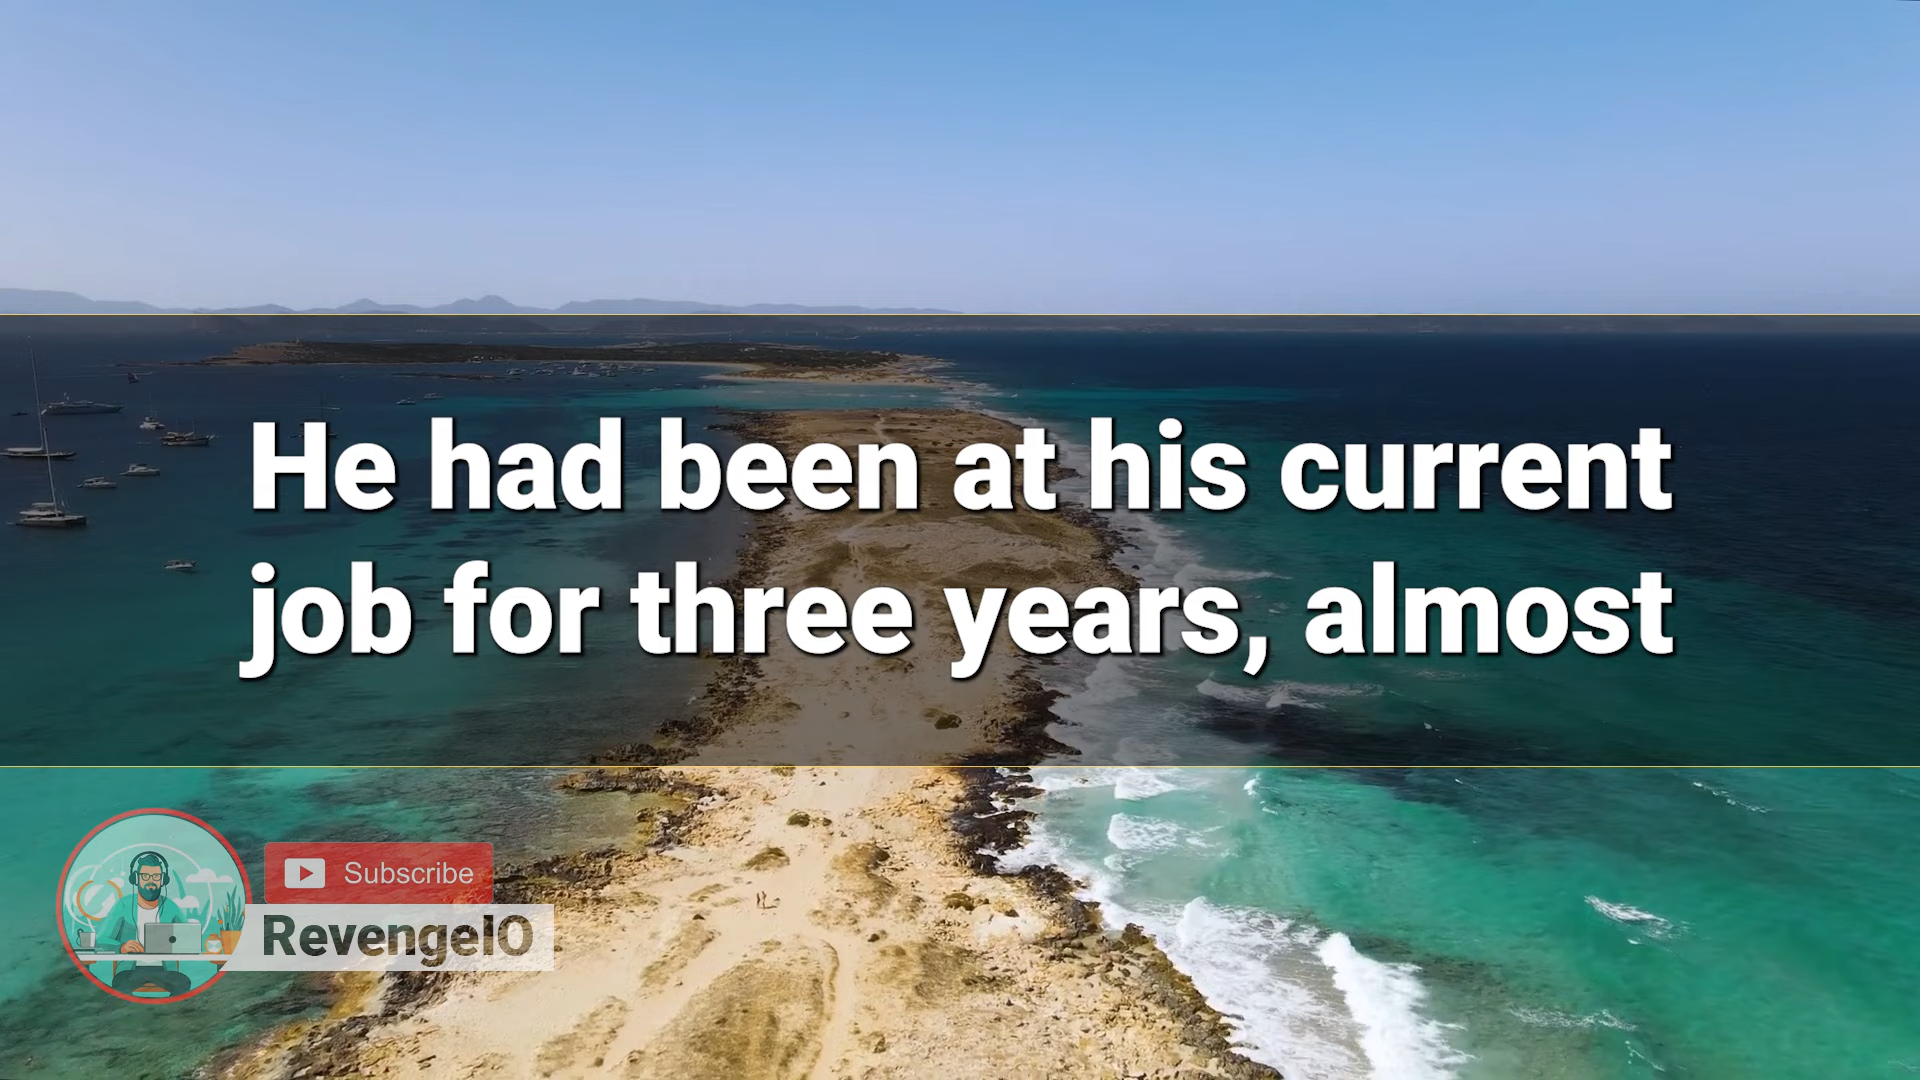 He had been at his current
job for three years, almost
Subscribe
RevengeIO